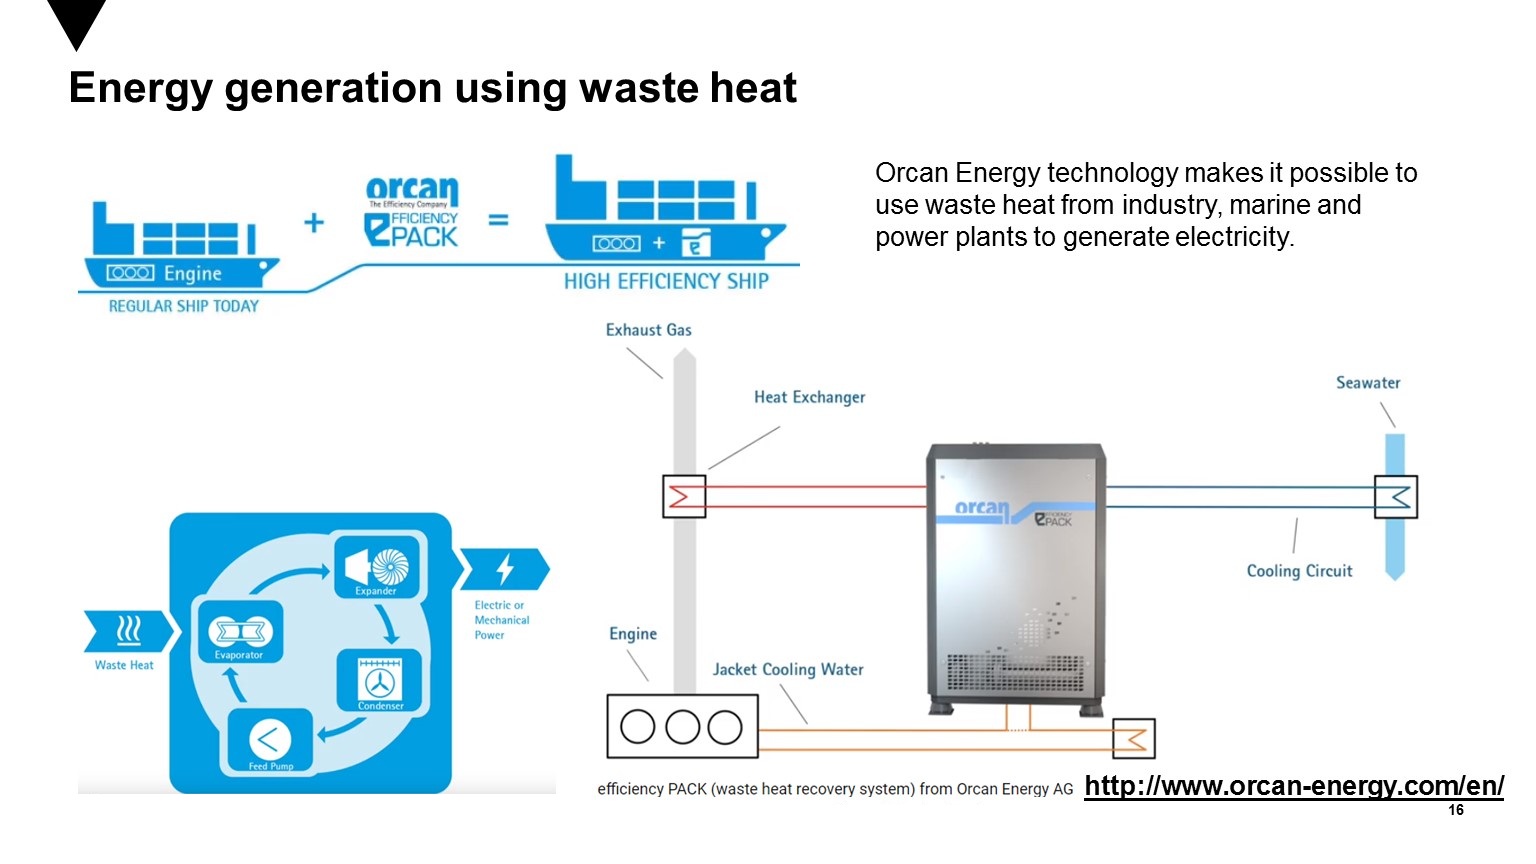 Energy generation using waste heat
Orcan Energy technology makes it possible to
use waste heat from industry, marine and
power plants to generate electricity.
orcan
The Efficiency Company
eFFICIENCY
PACK
+
=
Engine
REGULAR SHIP TODAY
+
e
HIGH EFFICIENCY SHIP
Exhaust Gas
Heat Exchanger
Seawater
orcan
eFFICIENCY
PACK
Cooling Circuit
Engine
Jacket Cooling Water
Waste Heat
Evaporator
Expander
Condenser
Feed Pump
Electric or
Mechanical
Power
efficiency PACK (waste heat recovery system) from Orcan Energy AG
http://www.orcan-energy.com/en/
16